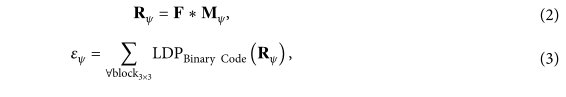 R_ψ = F ∗ M_ψ, (2)
ε_ψ = ∑_{∀block_{3×3}} LDP_{Binary Code} (R_ψ), (3)